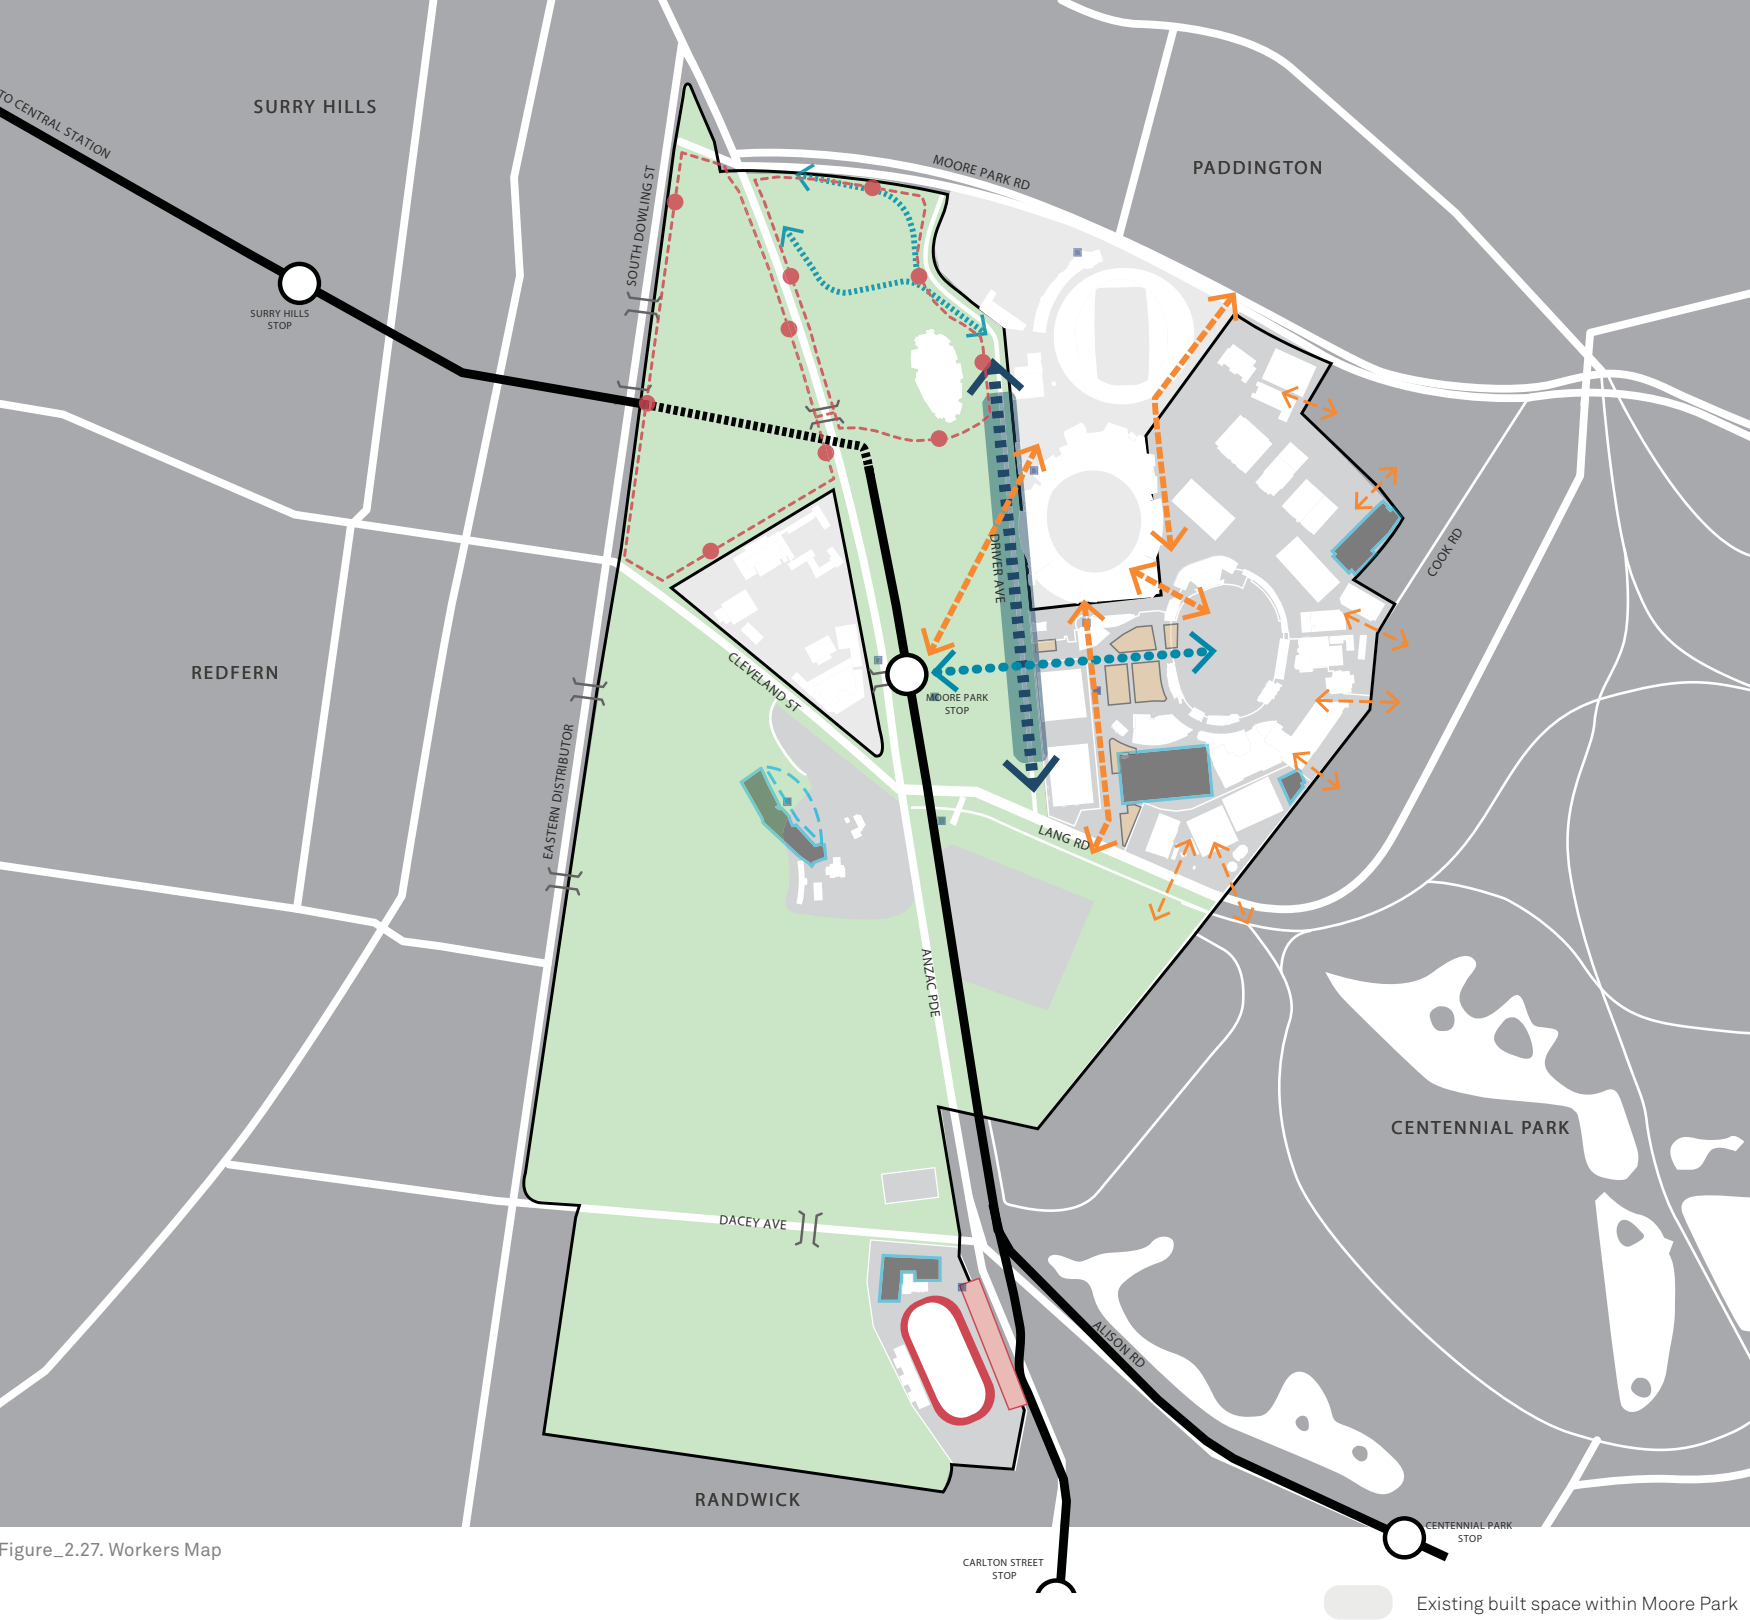 TO CENTRAL STATION
SURRY HILLS
MOORE PARK RD
PADDINGTON
SOUTH DOWLING ST
SURRY HILLS
STOP
DRIVER AVE
COOK RD
REDFERN
CLEVELAND ST
MOORE PARK
STOP
EASTERN DISTRIBUTOR
LANG RD
ANZAC PDE
CENTENNIAL PARK
DACEY AVE
ALISON RD
RANDWICK
CENTENNIAL PARK
STOP
Figure_2.27. Workers Map
CARLTON STREET
STOP
Existing built space within Moore Park